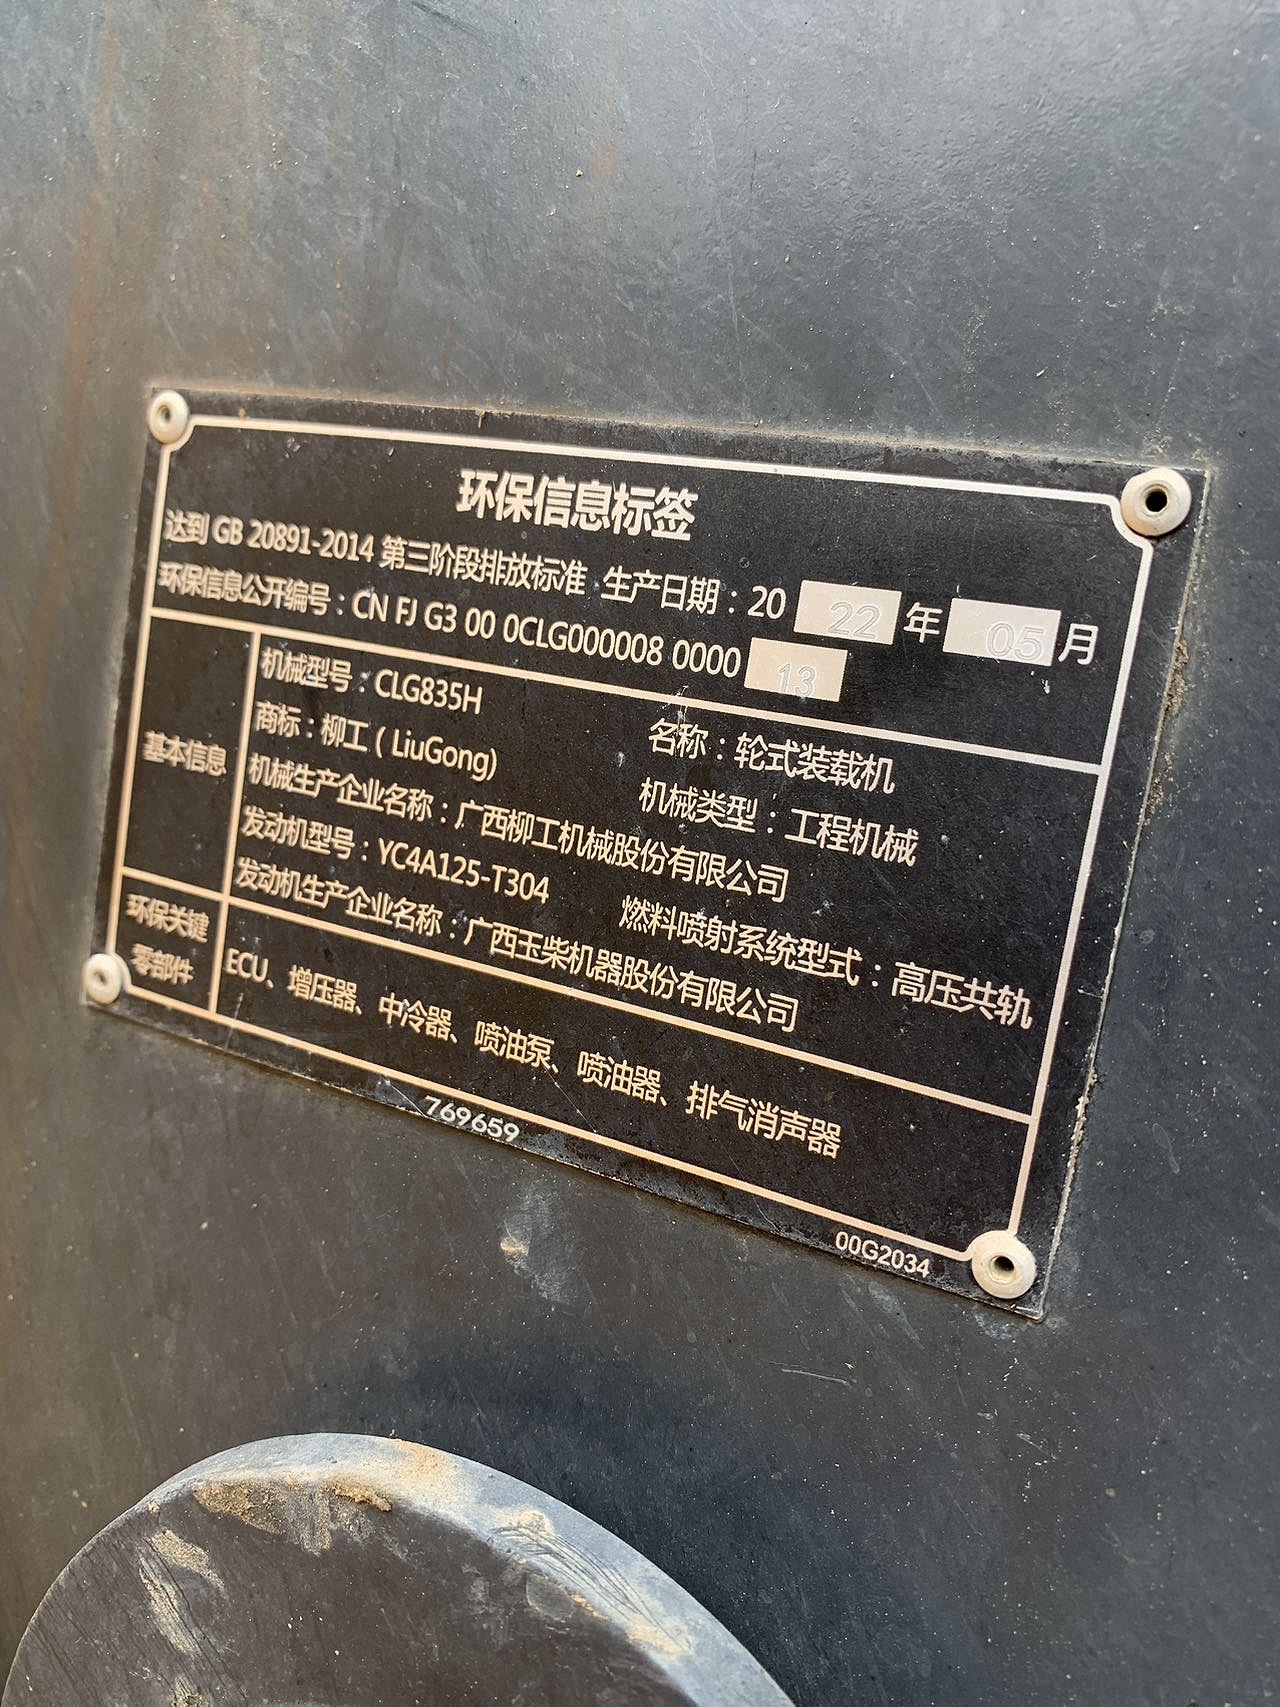 环保信息标签
达到 GB 20891-2014 第三阶段排放标准 生产日期：20 22 年 05 月
环保信息公开编号：CN FJ G3 00 0CLG000008 0000 13
基本信息
机械型号：CLG835H 名称：轮式装载机
商标：柳工（LiuGong) 机械类型：工程机械
机械生产企业名称：广西柳工机械股份有限公司
发动机型号：YC4A125-T304 燃料喷射系统型式：高压共轨
发动机生产企业名称：广西玉柴机器股份有限公司
环保关键
零部件
ECU、增压器、中冷器、喷油泵、喷油器、排气消声器
769659
00G2034